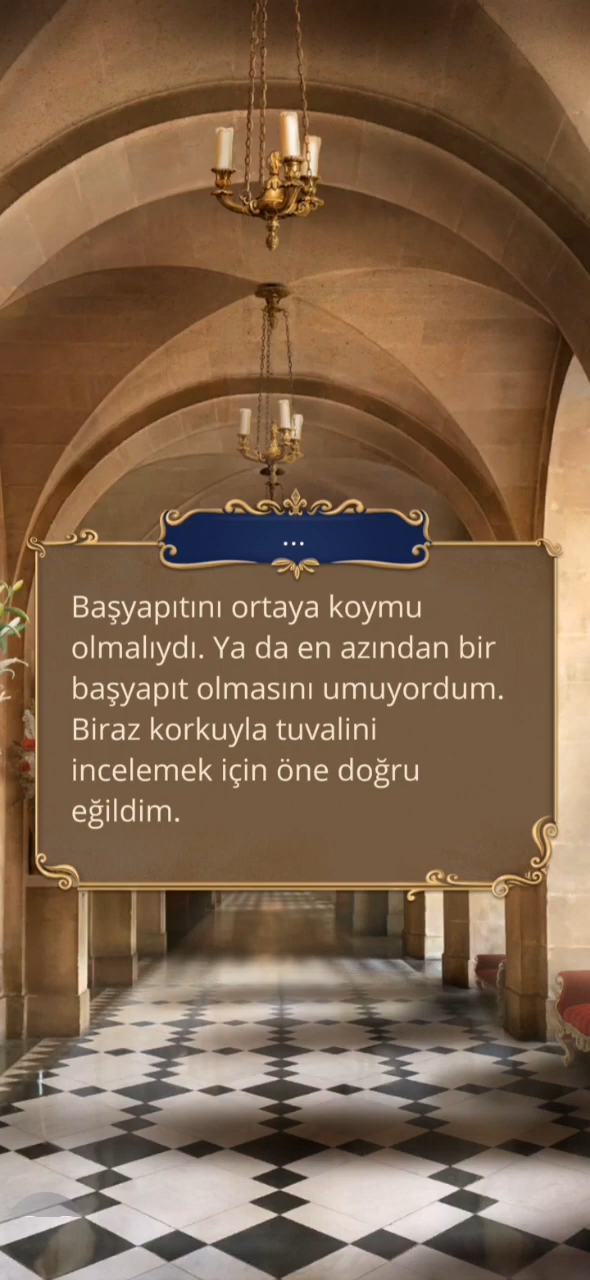 ...
Başyapıtını ortaya koymu
olmalıydı. Ya da en azından bir
başyapıt olmasını umuyordum.
Biraz korkuyla tuvalini
incelemek için öne doğru
eğildim.